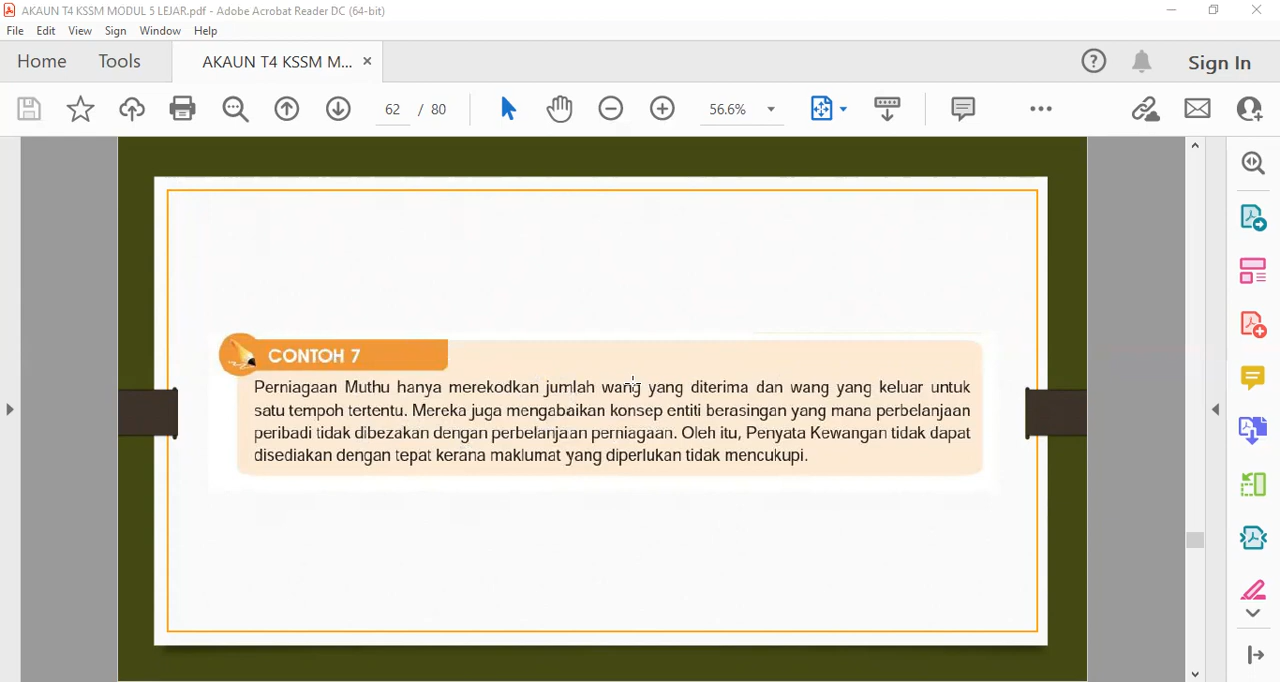 AKAUN T4 KSSM MODUL 5 LEJAR.pdf - Adobe Acrobat Reader DC (64-bit)
File Edit View Sign Window Help
Home Tools AKAUN T4 KSSM M... × Sign In
62 / 80 56.6%
CONTOH 7
Perniagaan Muthu hanya merekodkan jumlah wang yang diterima dan wang yang keluar untuk
satu tempoh tertentu. Mereka juga mengabaikan konsep entiti berasingan yang mana perbelanjaan
peribadi tidak dibezakan dengan perbelanjaan perniagaan. Oleh itu, Penyata Kewangan tidak dapat
disediakan dengan tepat kerana maklumat yang diperlukan tidak mencukupi.